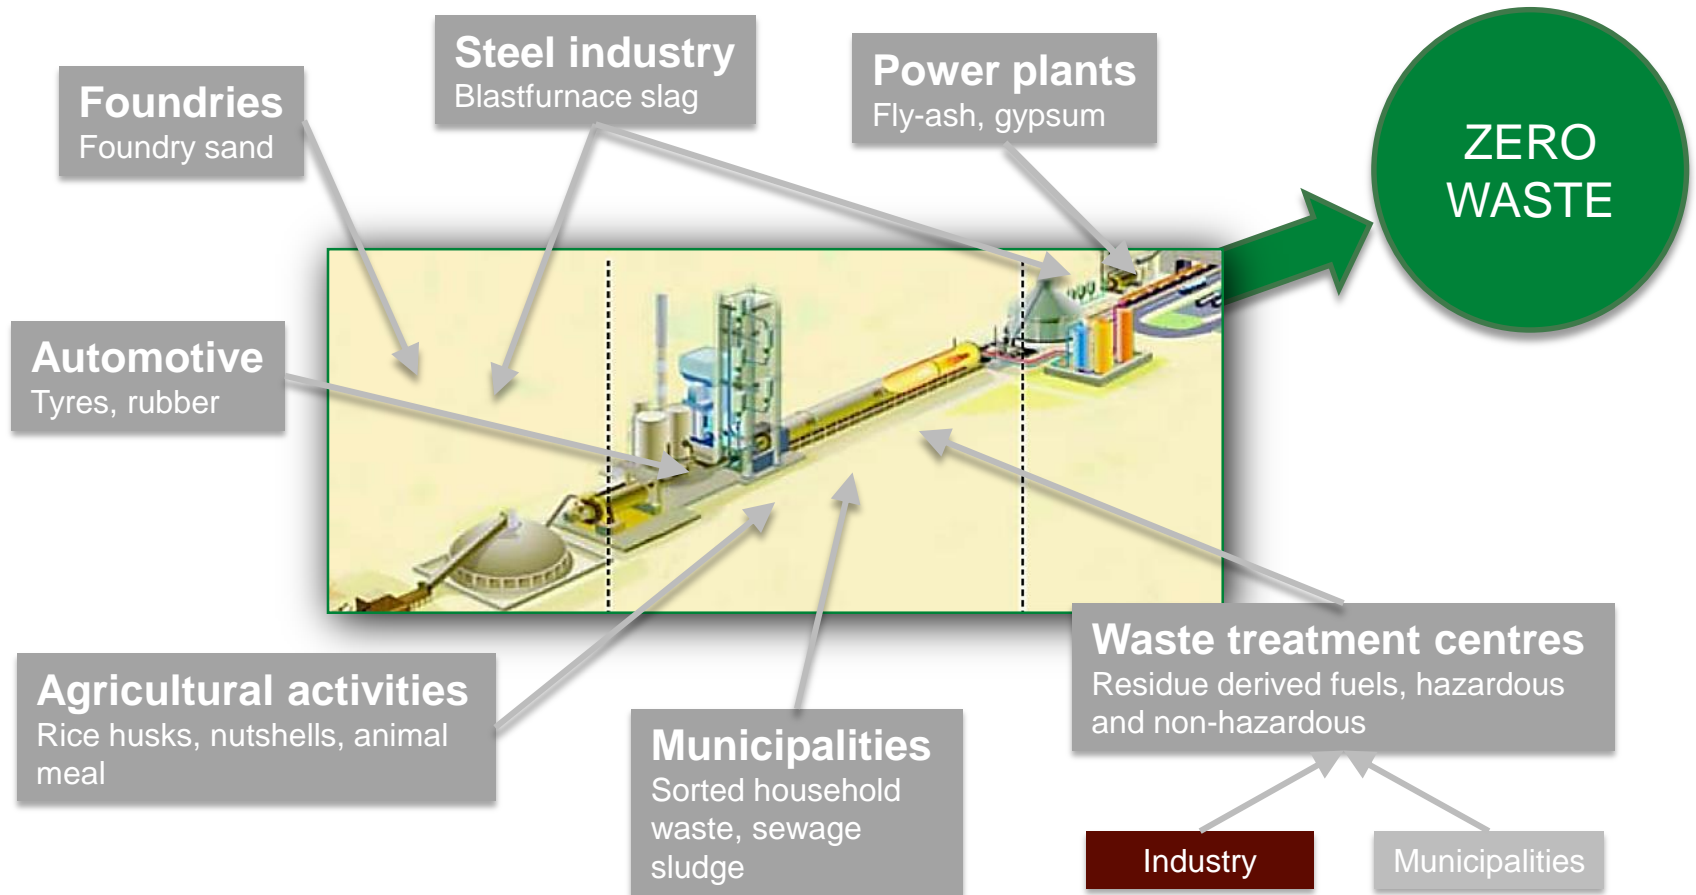 Steel industry
Blastfurnace slag
Power plants
Fly-ash, gypsum
Foundries
Foundry sand
ZERO
WASTE
Automotive
Tyres, rubber
Agricultural activities
Rice husks, nutshells, animal
meal
Municipalities
Sorted household
waste, sewage
sludge
Waste treatment centres
Residue derived fuels, hazardous
and non-hazardous
Industry
Municipalities